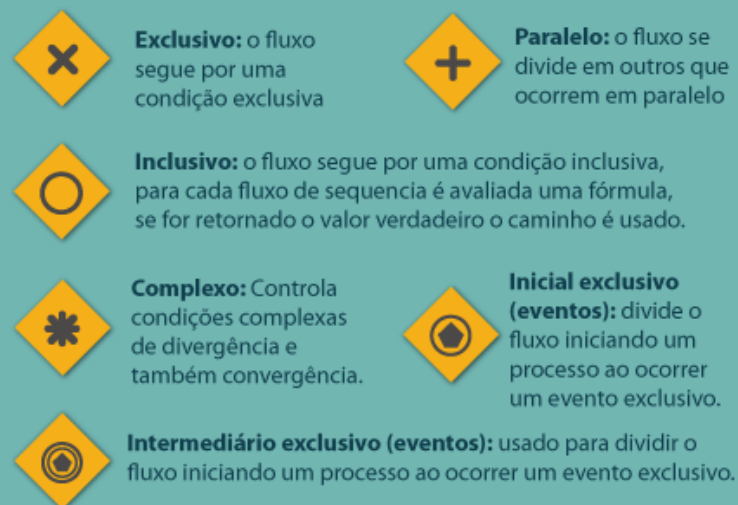 Exclusivo: o fluxo
segue por uma
condição exclusiva
Paralelo: o fluxo se
divide em outros que
ocorrem em paralelo
Inclusivo: o fluxo segue por uma condição inclusiva,
para cada fluxo de sequencia é avaliada uma fórmula,
se for retornado o valor verdadeiro o caminho é usado.
Complexo: Controla
condições complexas
de divergência e
também convergência.
Inicial exclusivo
(eventos): divide o
fluxo iniciando um
processo ao ocorrer
um evento exclusivo.
Intermediário exclusivo (eventos): usado para dividir o
fluxo iniciando um processo ao ocorrer um evento exclusivo.